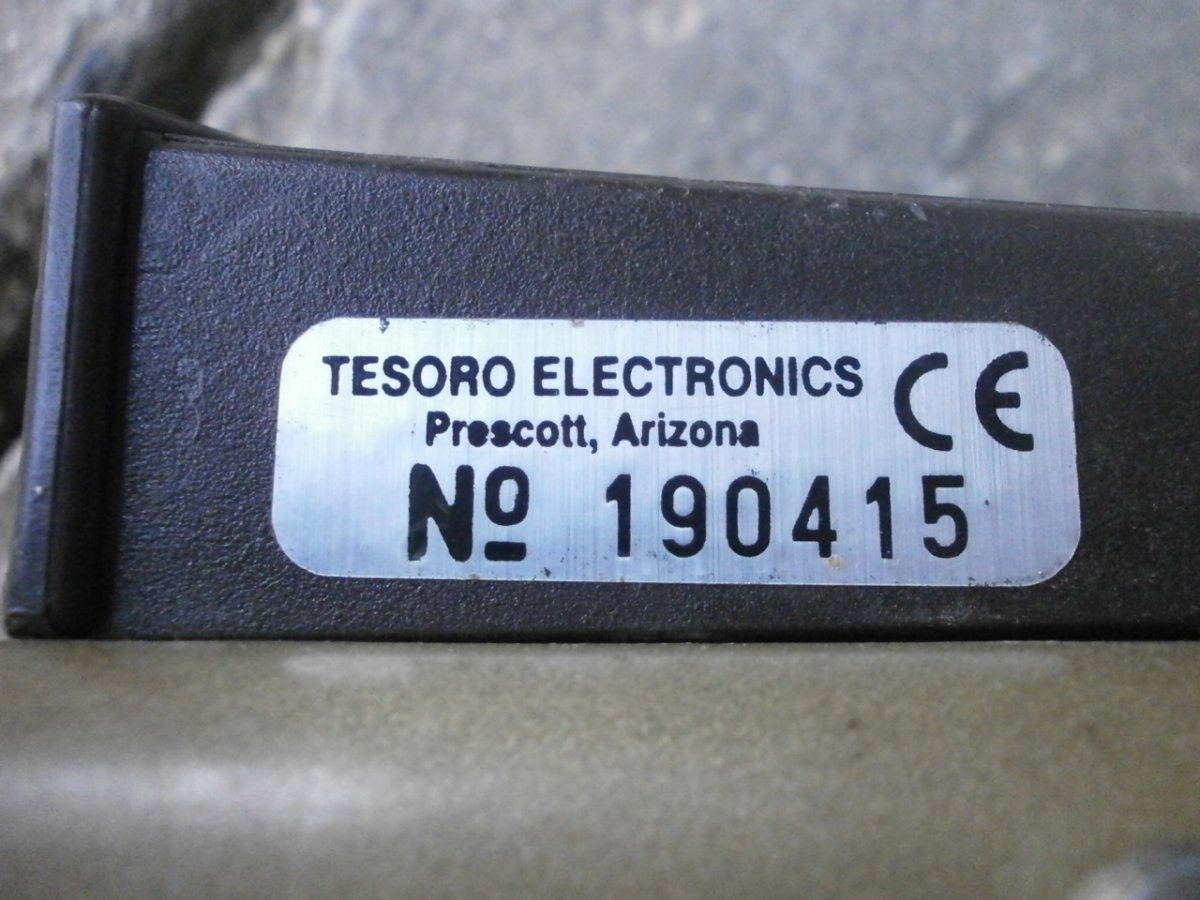 TESORO ELECTRONICS CE
Prescott, Arizona
Nº 190415